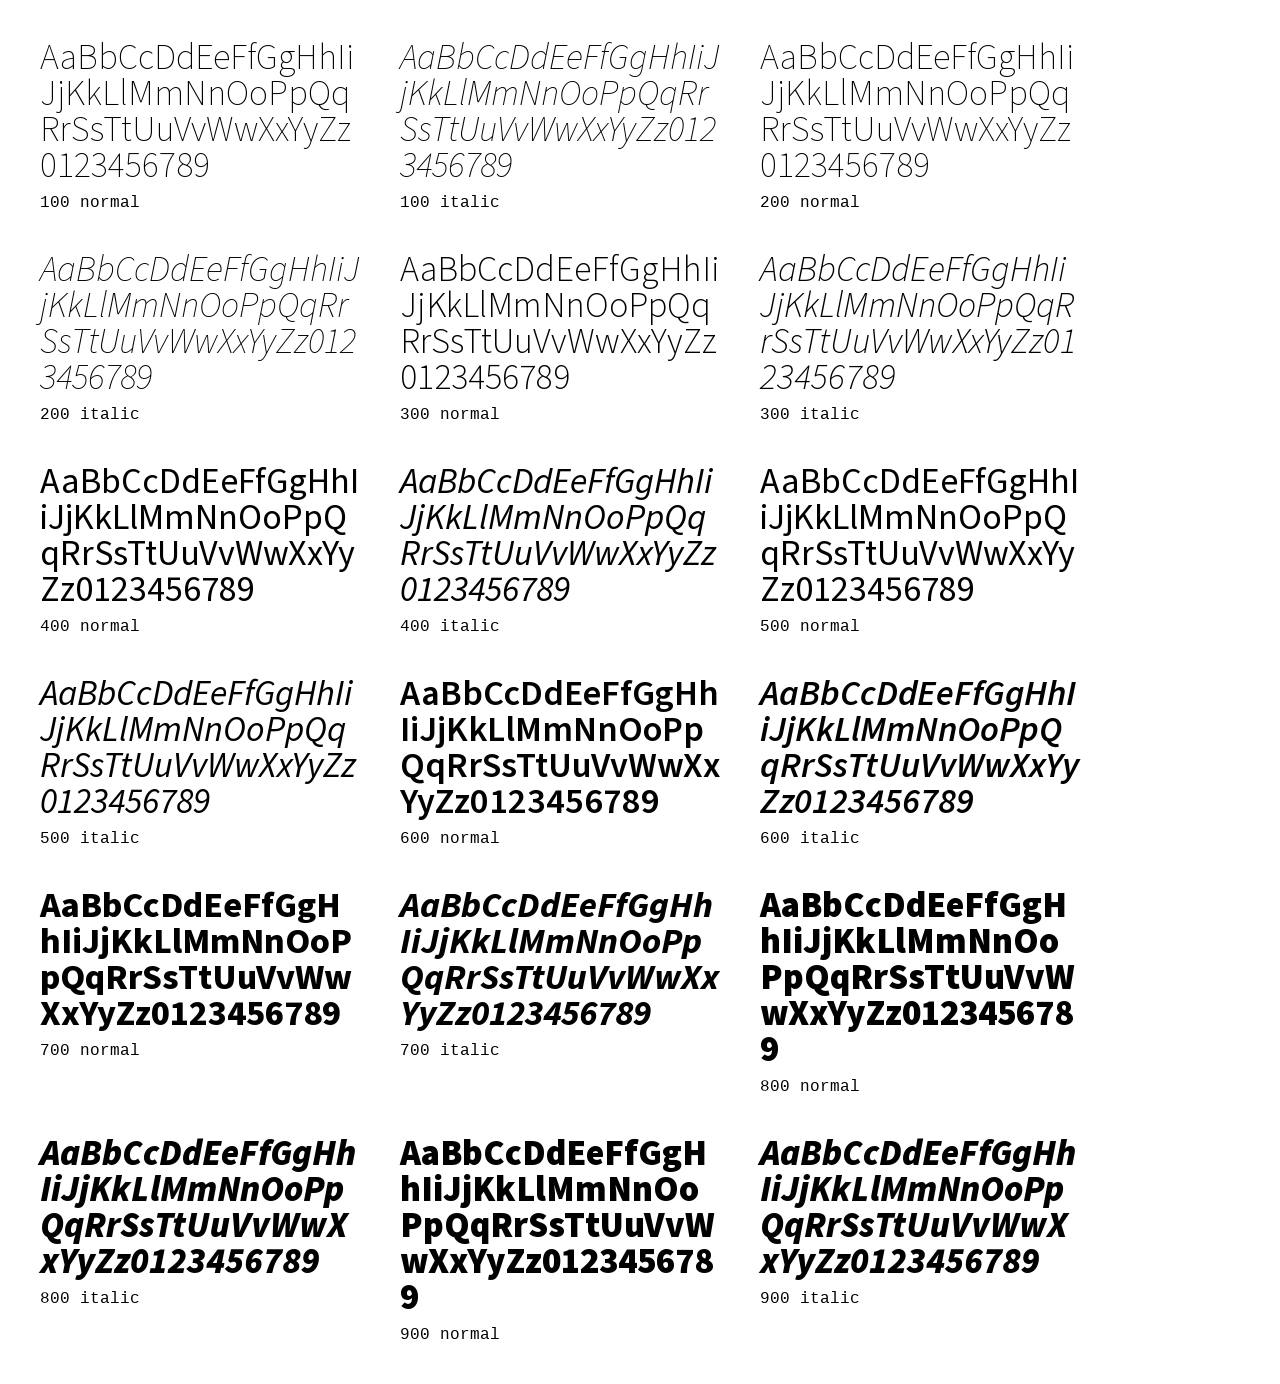 AaBbCcDdEeFfGgHhIi
JjKkLlMmNnOoPpQq
RrSsTtUuVvWwXxYyZz
0123456789
100 normal
AaBbCcDdEeFfGgHhIiJ
jKkLlMmNnOoPpQqRr
SsTtUuVvWwXxYyZz012
3456789
100 italic
AaBbCcDdEeFfGgHhIi
JjKkLlMmNnOoPpQq
RrSsTtUuVvWwXxYyZz
0123456789
200 normal
AaBbCcDdEeFfGgHhIiJ
jKkLlMmNnOoPpQqRr
SsTtUuVvWwXxYyZz012
3456789
200 italic
AaBbCcDdEeFfGgHhIi
JjKkLlMmNnOoPpQq
RrSsTtUuVvWwXxYyZz
0123456789
300 normal
AaBbCcDdEeFfGgHhIi
JjKkLlMmNnOoPpQqR
rSsTtUuVvWwXxYyZz01
23456789
300 italic
AaBbCcDdEeFfGgHhI
iJjKkLlMmNnOoPpQ
qRrSsTtUuVvWwXxYy
Zz0123456789
400 normal
AaBbCcDdEeFfGgHhIi
JjKkLlMmNnOoPpQq
RrSsTtUuVvWwXxYyZz
0123456789
400 italic
AaBbCcDdEeFfGgHhI
iJjKkLlMmNnOoPpQ
qRrSsTtUuVvWwXxYy
Zz0123456789
500 normal
AaBbCcDdEeFfGgHhIi
JjKkLlMmNnOoPpQq
RrSsTtUuVvWwXxYyZz
0123456789
500 italic
AaBbCcDdEeFfGgHh
IiJjKkLlMmNnOoPp
QqRrSsTtUuVvWwXx
YyZz0123456789
600 normal
AaBbCcDdEeFfGgHhI
iJjKkLlMmNnOoPpQ
qRrSsTtUuVvWwXxYy
Zz0123456789
600 italic
AaBbCcDdEeFfGgH
hIiJjKkLlMmNnOoP
pQqRrSsTtUuVvWw
XxYyZz0123456789
700 normal
AaBbCcDdEeFfGgHh
IiJjKkLlMmNnOoPp
QqRrSsTtUuVvWwXx
YyZz0123456789
700 italic
AaBbCcDdEeFfGgH
hIiJjKkLlMmNnOo
PpQqRrSsTtUuVvW
wXxYyZz012345678
9
800 normal
AaBbCcDdEeFfGgHh
IiJjKkLlMmNnOoPp
QqRrSsTtUuVvWwX
xYyZz0123456789
800 italic
AaBbCcDdEeFfGgH
hIiJjKkLlMmNnOo
PpQqRrSsTtUuVvW
wXxYyZz012345678
9
900 normal
AaBbCcDdEeFfGgHh
IiJjKkLlMmNnOoPp
QqRrSsTtUuVvWwX
xYyZz0123456789
900 italic